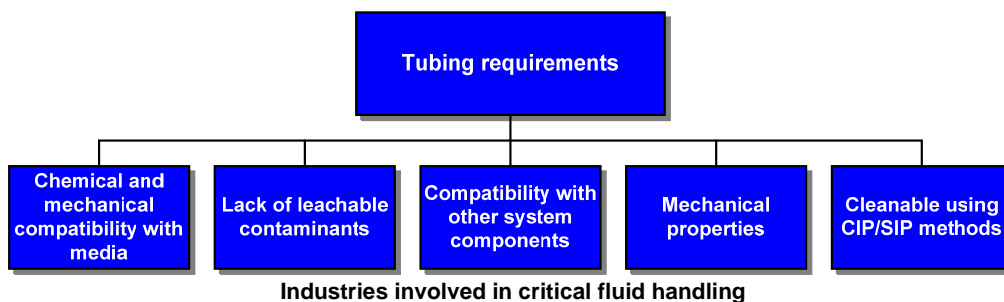 Tubing requirements
Chemical and
mechanical
compatibility with
media
Lack of leachable
contaminants
Compatibility with
other system
components
Mechanical
properties
Cleanable using
CIP/SIP methods
Industries involved in critical fluid handling